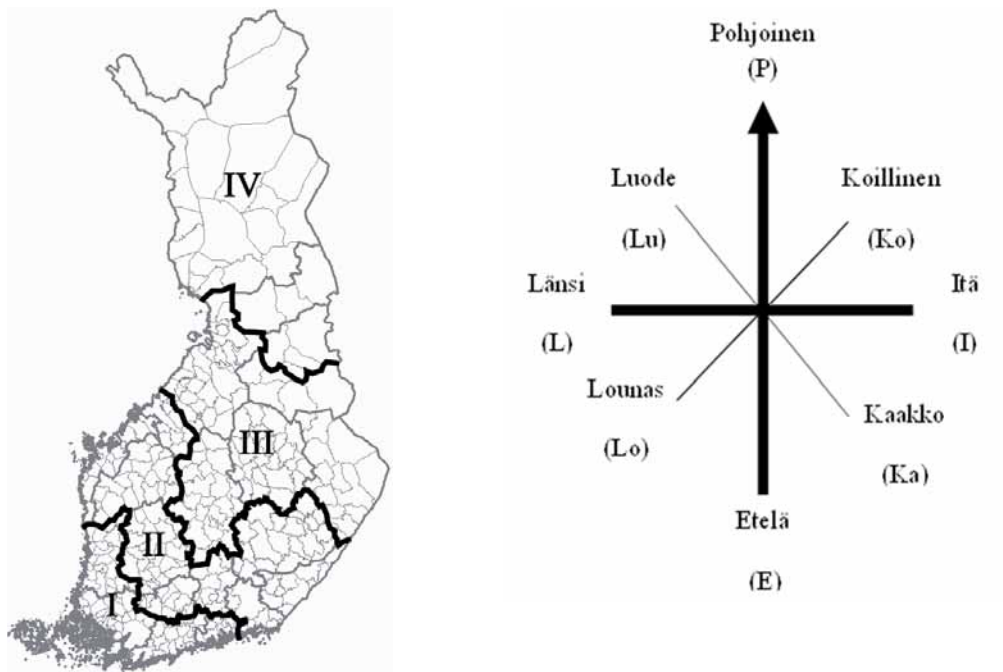 IV
III
II
I
Pohjoinen
(P)
Luode
Koillinen
(Lu)
(Ko)
Länsi
Itä
(L)
(I)
Lounas
Kaakko
(Lo)
(Ka)
Etelä
(E)